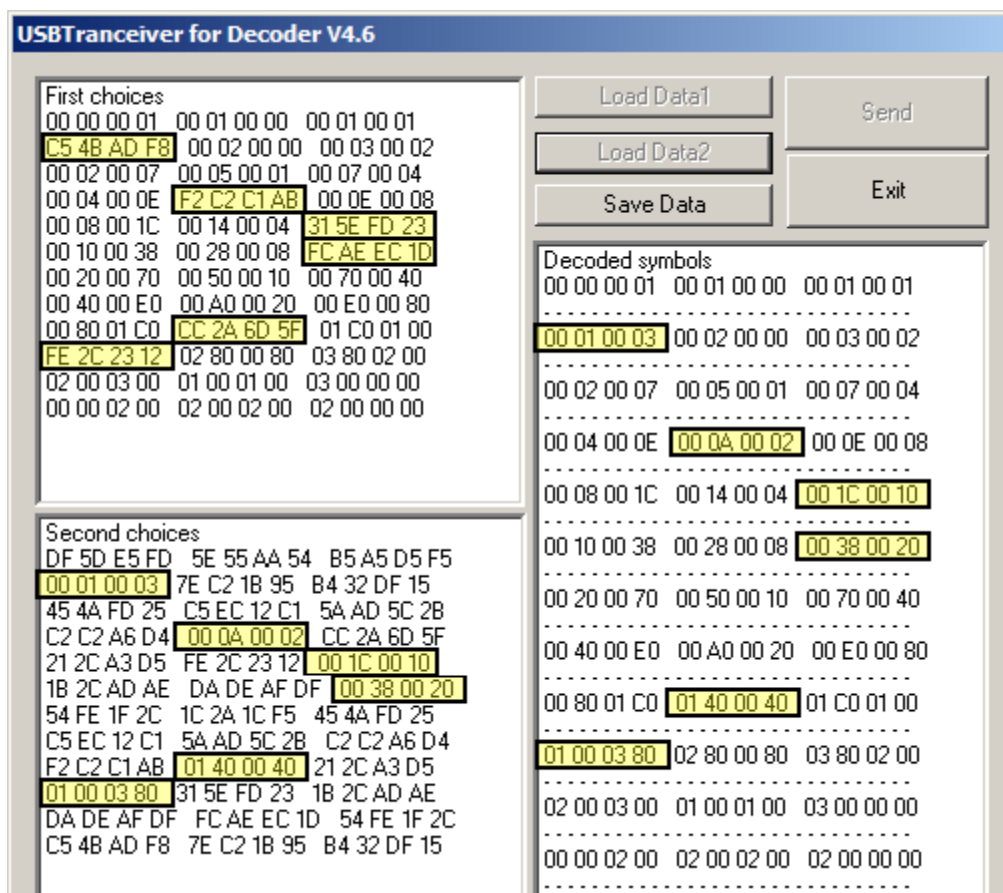 USBTranceiver for Decoder V4.6
First choices
00 00 00 01 00 01 00 00 00 01 00 01
C5 4B AD F8 00 02 00 00 00 03 00 02
00 02 00 07 00 05 00 01 00 07 00 04
00 04 00 0E F2 C2 C1 AB 00 0E 00 08
00 08 00 1C 00 14 00 04 31 5E FD 23
00 10 00 38 00 28 00 08 FC AE EC 1D
00 20 00 70 00 50 00 10 00 70 00 40
00 40 00 E0 00 A0 00 20 00 E0 00 80
00 80 01 C0 CC 2A 6D 5F 01 C0 01 00
FE 2C 23 12 02 80 00 80 03 80 02 00
02 00 03 00 01 00 01 00 03 00 00 00
00 00 02 00 02 00 02 00 02 00 00 00
Second choices
DF 5D E5 FD 5E 55 AA 54 B5 A5 D5 F5
00 01 00 03 7E C2 1B 95 B4 32 DF 15
45 4A FD 25 C5 EC 12 C1 5A AD 5C 2B
C2 C2 A6 D4 00 0A 00 02 CC 2A 6D 5F
21 2C A3 D5 FE 2C 23 12 00 1C 00 10
1B 2C AD AE DA DE AF DF 00 38 00 20
54 FE 1F 2C 1C 2A 1C F5 45 4A FD 25
C5 EC 12 C1 5A AD 5C 2B C2 C2 A6 D4
F2 C2 C1 AB 01 40 00 40 21 2C A3 D5
01 00 03 80 31 5E FD 23 1B 2C AD AE
DA DE AF DF FC AE EC 1D 54 FE 1F 2C
C5 4B AD F8 7E C2 1B 95 B4 32 DF 15
Load Data1
Load Data2
Save Data
Send
Exit
Decoded symbols
00 00 00 01 00 01 00 00 00 01 00 01
- - - - - - - - - - - - - - - - - - - - - - - - - - - - - -
00 01 00 03 00 02 00 00 00 03 00 02
- - - - - - - - - - - - - - - - - - - - - - - - - - - - - -
00 02 00 07 00 05 00 01 00 07 00 04
- - - - - - - - - - - - - - - - - - - - - - - - - - - - - -
00 04 00 0E 00 0A 00 02 00 0E 00 08
- - - - - - - - - - - - - - - - - - - - - - - - - - - - - -
00 08 00 1C 00 14 00 04 00 1C 00 10
- - - - - - - - - - - - - - - - - - - - - - - - - - - - - -
00 10 00 38 00 28 00 08 00 38 00 20
- - - - - - - - - - - - - - - - - - - - - - - - - - - - - -
00 20 00 70 00 50 00 10 00 70 00 40
- - - - - - - - - - - - - - - - - - - - - - - - - - - - - -
00 40 00 E0 00 A0 00 20 00 E0 00 80
- - - - - - - - - - - - - - - - - - - - - - - - - - - - - -
00 80 01 C0 01 40 00 40 01 C0 01 00
- - - - - - - - - - - - - - - - - - - - - - - - - - - - - -
01 00 03 80 02 80 00 80 03 80 02 00
- - - - - - - - - - - - - - - - - - - - - - - - - - - - - -
02 00 03 00 01 00 01 00 03 00 00 00
- - - - - - - - - - - - - - - - - - - - - - - - - - - - - -
00 00 02 00 02 00 02 00 02 00 00 00
- - - - - - - - - - - - - - - - - - - - - - - - - - - - - -